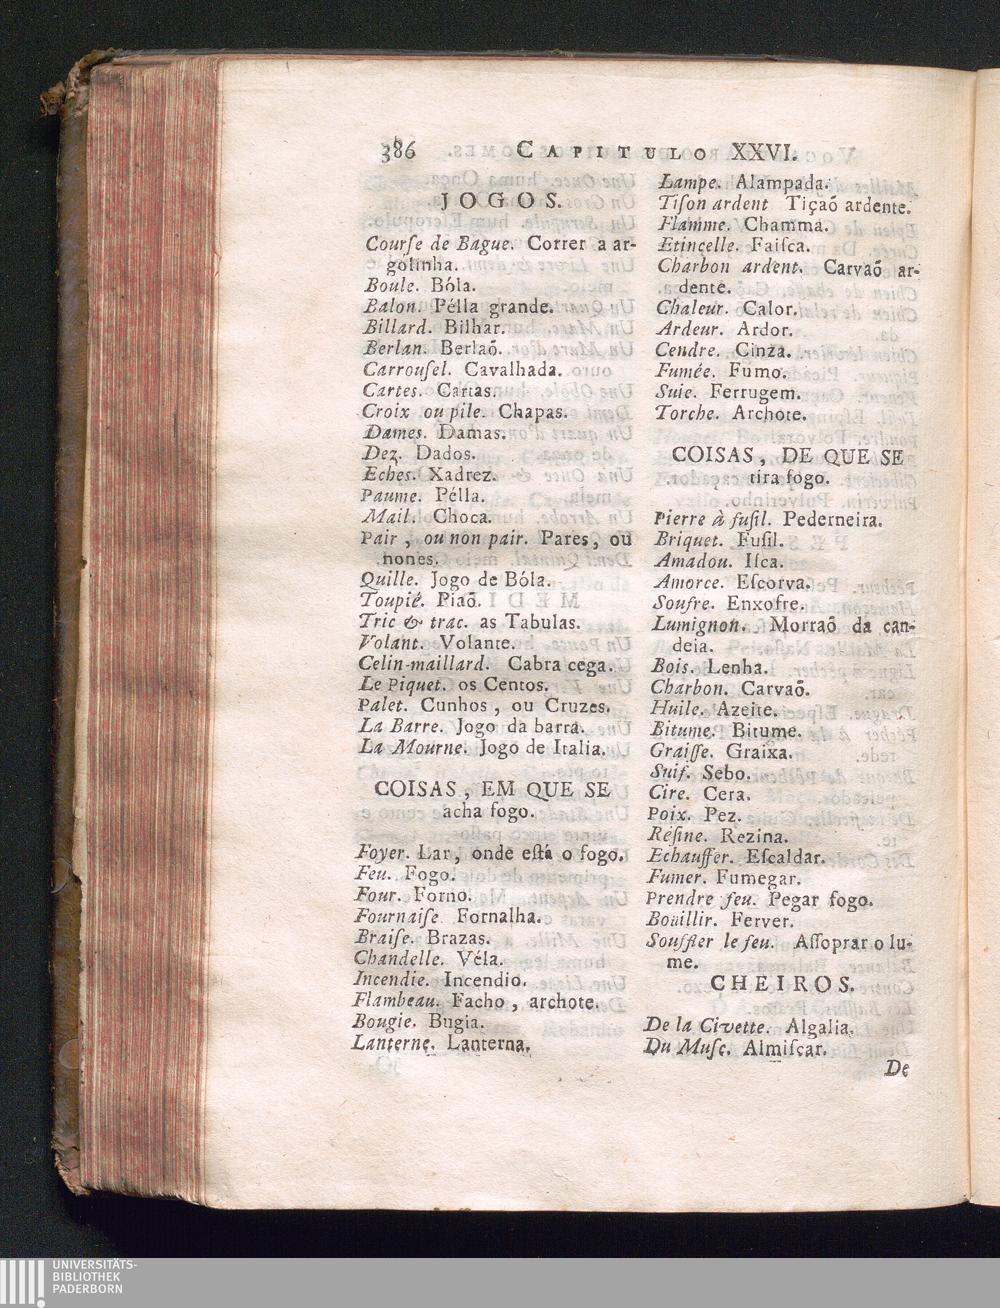 386 CAPITULO XXVI.
JOGOS.
Courſe de Bague. Correr a ar-
golinha.
Boule. Bóla.
Balon. Pélla grande.
Billard. Bilhar.
Berlan. Berlaõ.
Carrouſel. Cavalhada.
Cartes. Cartas.
Croix ou pile. Chapas.
Dames. Damas.
Dez. Dados.
Eches. Xadrez.
Paume. Pélla.
Mail. Choca.
Pair, ou non pair. Pares, ou
nones.
Quille. Jogo de Bóla.
Toupié. Piaõ.
Tric & trac. as Tabulas.
Volant. Volante.
Celin-maillard. Cabra cega.
Le Piquet. os Centos.
Palet. Cunhos, ou Cruzes.
La Barre. Jogo da barra.
La Mourne. Jogo de Italia.
COISAS, EM QUE SE
acha fogo.
Foyer. Lar, onde eſtá o fogo.
Feu. Fogo.
Four. Forno.
Fournaiſe Fornalha.
Braiſe. Brazas.
Chandelle. Véla.
Incendie. Incendio.
Flambeau. Facho, archote.
Bougie. Bugia.
Lanterne. Lanterna.
Lampe. Alampada.
Tiſon ardent Tiçaõ ardente.
Flamme. Chamma.
Etincelle. Faiſca.
Charbon ardent. Carvaõ ar-
dente.
Chaleur. Calor.
Ardeur. Ardor.
Cendre. Cinza.
Fumée. Fumo.
Suie. Ferrugem.
Torche. Archote.
COISAS, DE QUE SE
tira fogo.
Pierre à fuſil. Pederneira.
Briquet. Fuſil.
Amadou. Iſca.
Amorce. Eſcorva.
Soufre. Enxofre.
Lumignon. Morraõ da can-
deia.
Bois. Lenha.
Charbon. Carvaõ.
Huile. Azeite.
Bitume. Bitume.
Graiſſe. Graixa.
Suif. Sebo.
Cire. Cera.
Poix. Pez.
Réſine. Rezina.
Echauffer. Eſcaldar.
Fumer. Fumegar.
Prendre feu. Pegar fogo.
Boüillir. Ferver.
Souffler le feu. Aſſoprar o lu-
me.
CHEIROS.
De la Civette. Algalia.
Du Muſc. Almiſcar.
De
UNIVERSITÄTS-
BIBLIOTHEK
PADERBORN